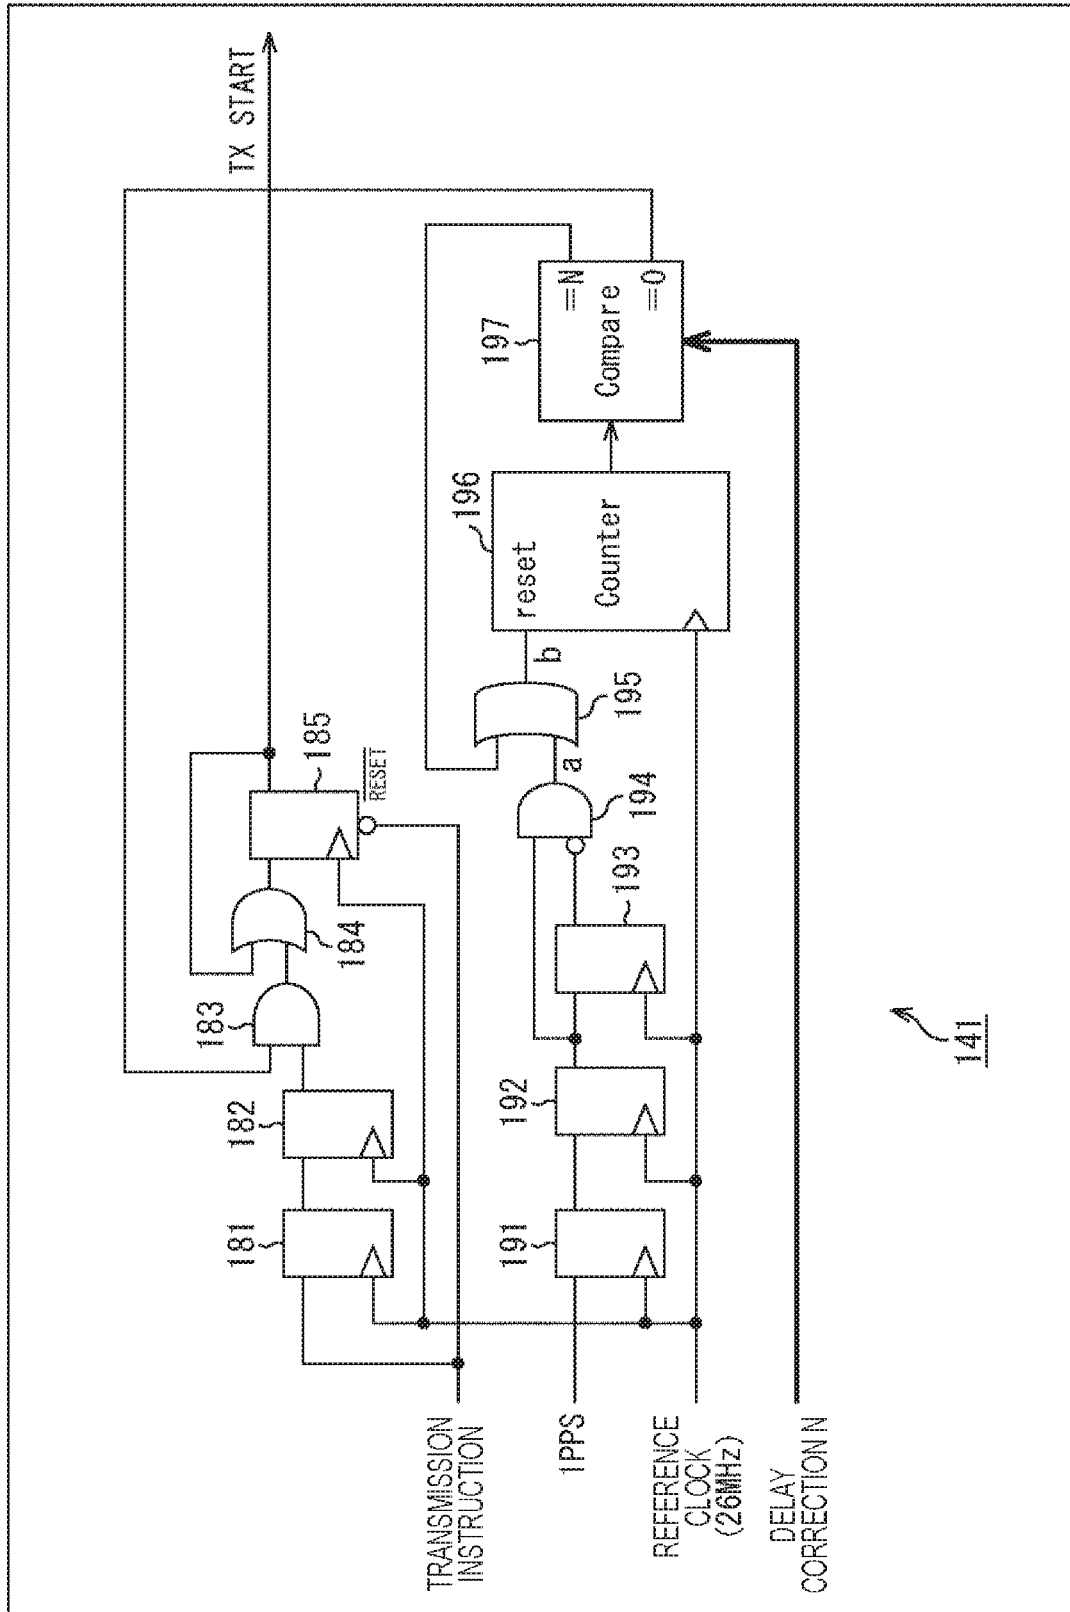 TX START
181
182
183
184
185
RESET
TRANSMISSION
INSTRUCTION
1PPS
191
192
193
194
a
195
b
reset
196
Counter
197
=N
Compare
=0
REFERENCE
CLOCK
(26MHz)
DELAY
CORRECTION N
141